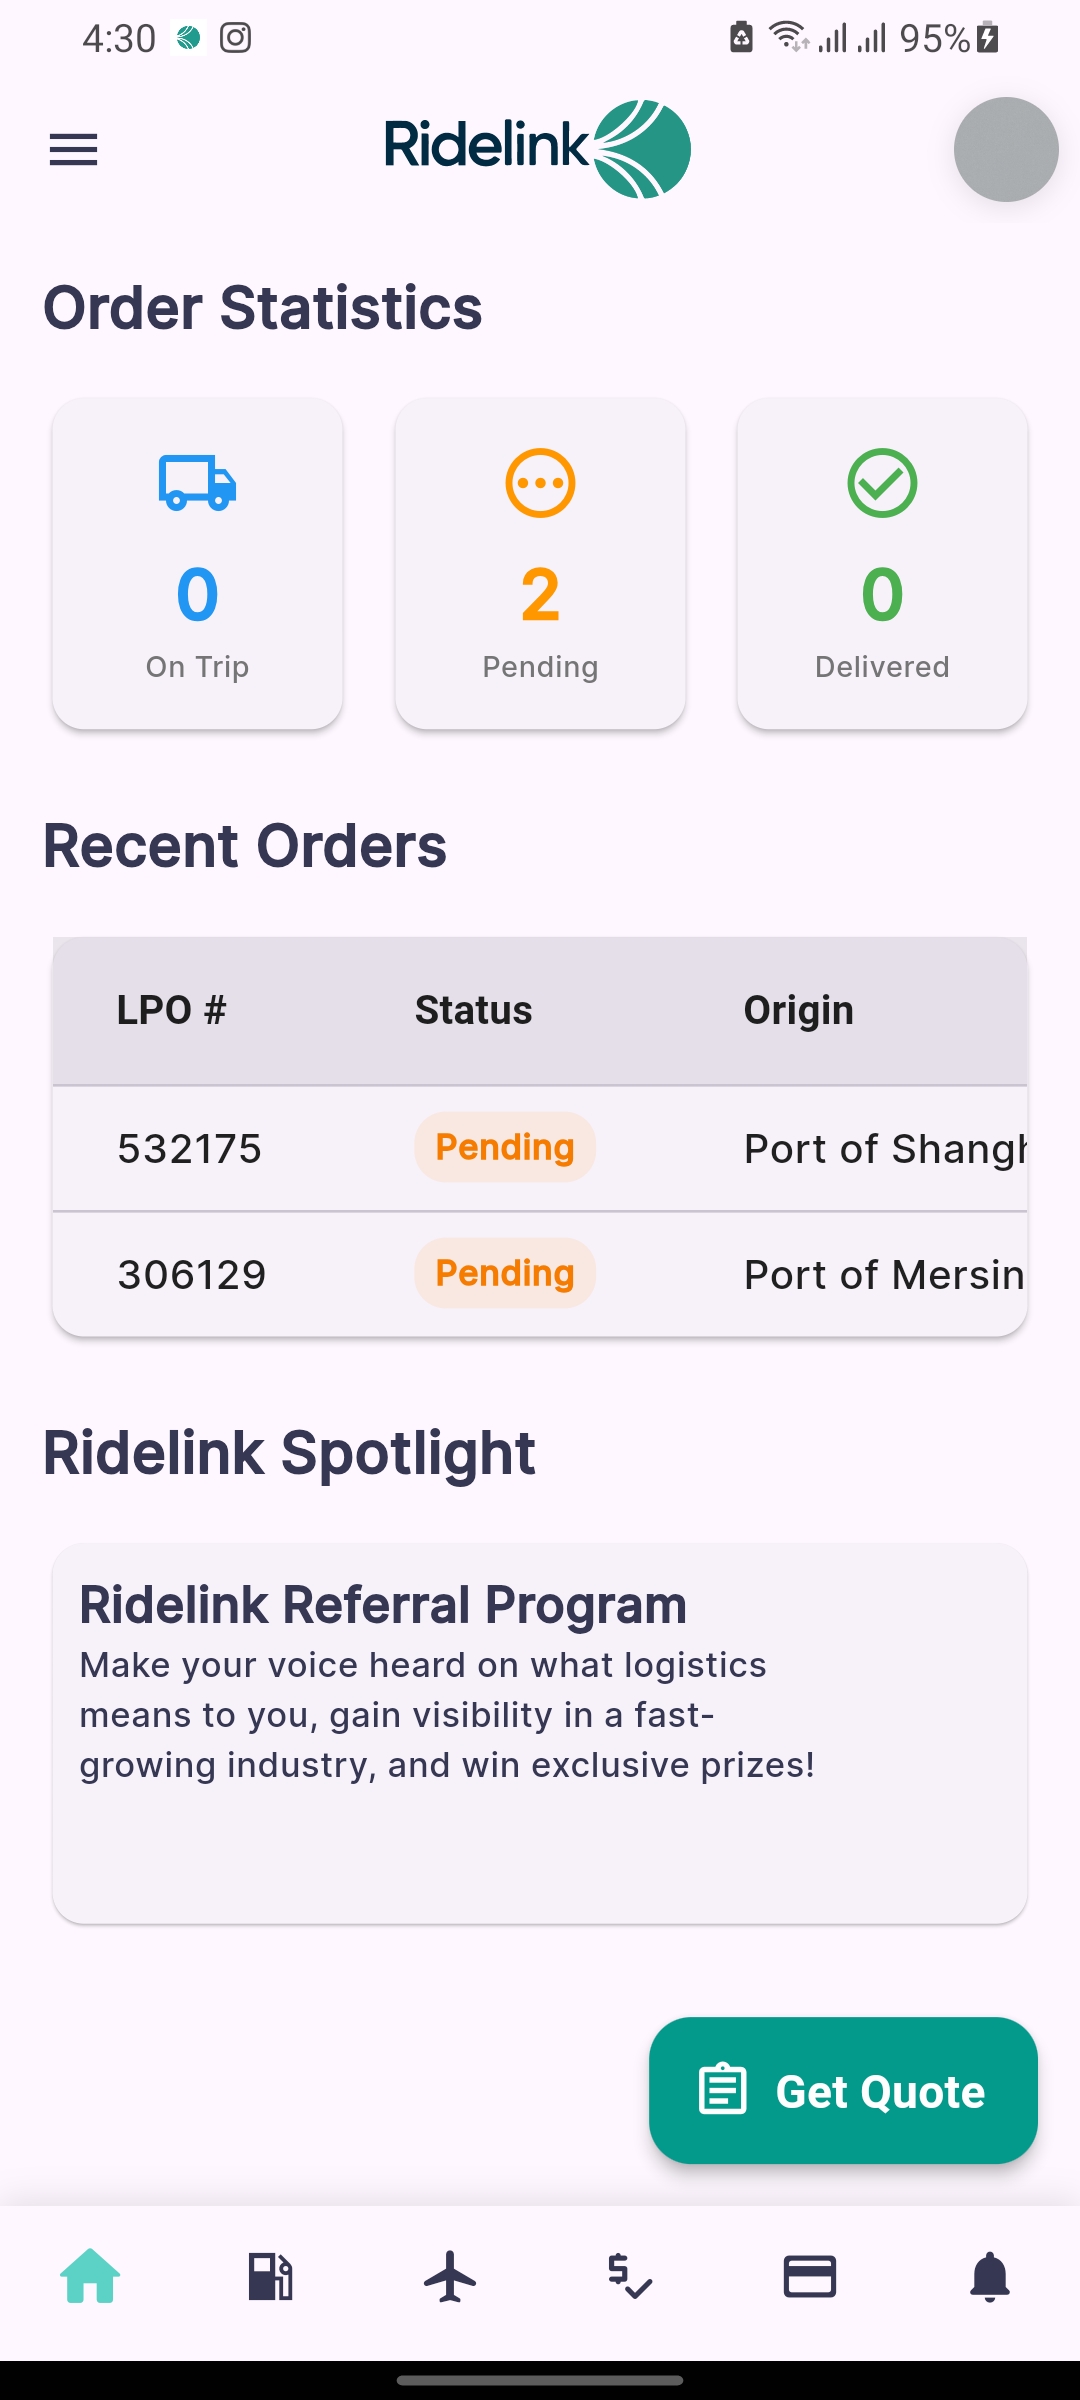 4:30
95%
Ridelink
Order Statistics
0
On Trip
2
Pending
0
Delivered
Recent Orders
LPO # Status Origin
532175 Pending Port of Shangh
306129 Pending Port of Mersin
Ridelink Spotlight
Ridelink Referral Program
Make your voice heard on what logistics
means to you, gain visibility in a fast-
growing industry, and win exclusive prizes!
Get Quote